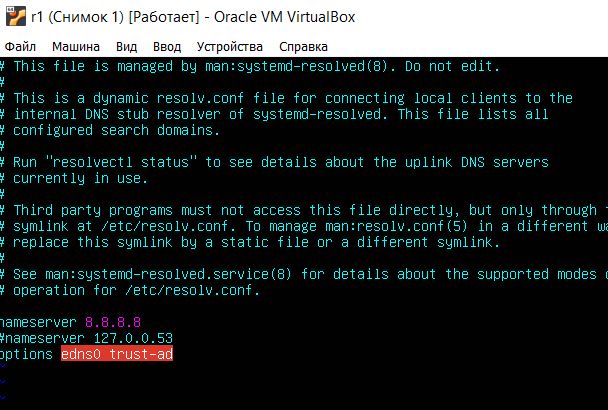 r1 (Снимок 1) [Работает] - Oracle VM VirtualBox
Файл Машина Вид Ввод Устройства Справка
# This file is managed by man:systemd-resolved(8). Do not edit.
#
# This is a dynamic resolv.conf file for connecting local clients to the
# internal DNS stub resolver of systemd-resolved. This file lists all
# configured search domains.
#
# Run "resolvectl status" to see details about the uplink DNS servers
# currently in use.
#
# Third party programs must not access this file directly, but only through
# symlink at /etc/resolv.conf. To manage man:resolv.conf(5) in a different
# replace this symlink by a static file or a different symlink.
#
# See man:systemd-resolved.service(8) for details about the supported modes
# operation for /etc/resolv.conf.
nameserver 8.8.8.8
#nameserver 127.0.0.53
options edns0 trust-ad
~
~